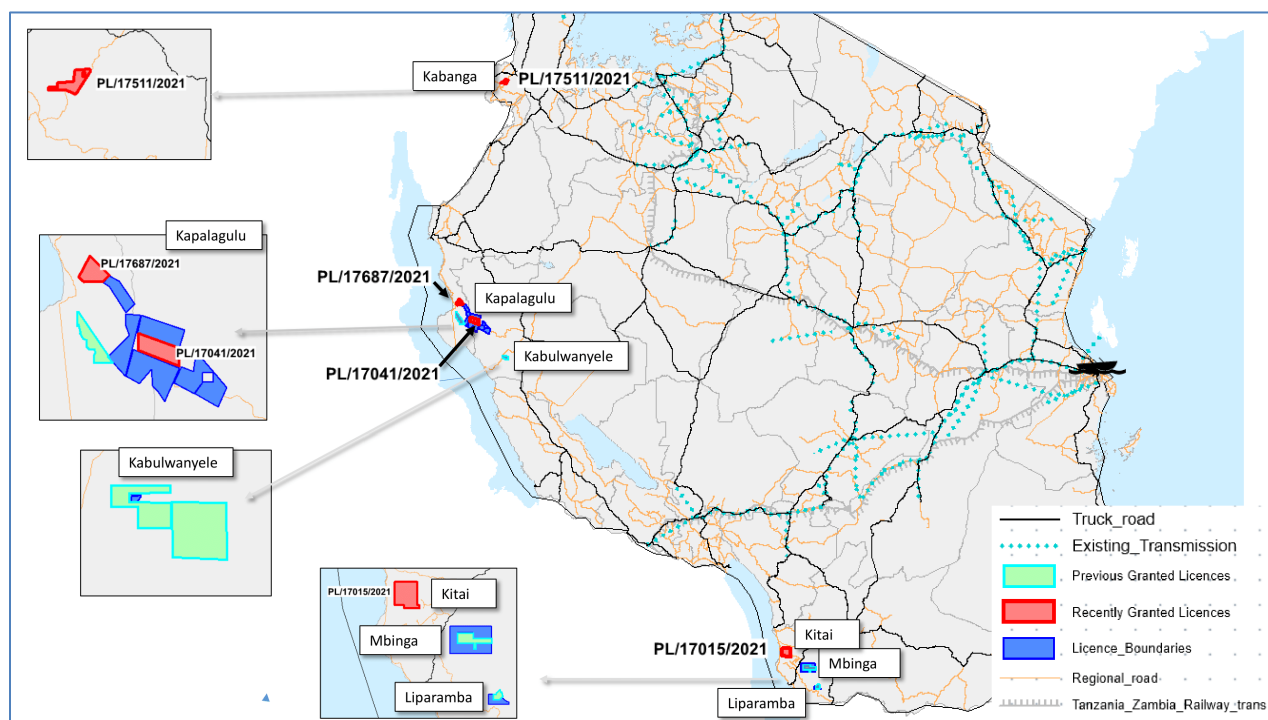 PL/17511/2021
Kabanga
PL/17511/2021
Kapalagulu
PL/17687/2021
PL/17041/2021
PL/17687/2021
Kapalagulu
Kabulwanyele
PL/17041/2021
Kabulwanyele
PL/17015/2021
Kitai
Mbinga
Liparamba
PL/17015/2021
Kitai
Mbinga
Liparamba
Truck_road
Existing_Transmission
Previous Granted Licences
Recently Granted Licences
Licence_Boundaries
Regional_road
Tanzania_Zambia_Railway_trans